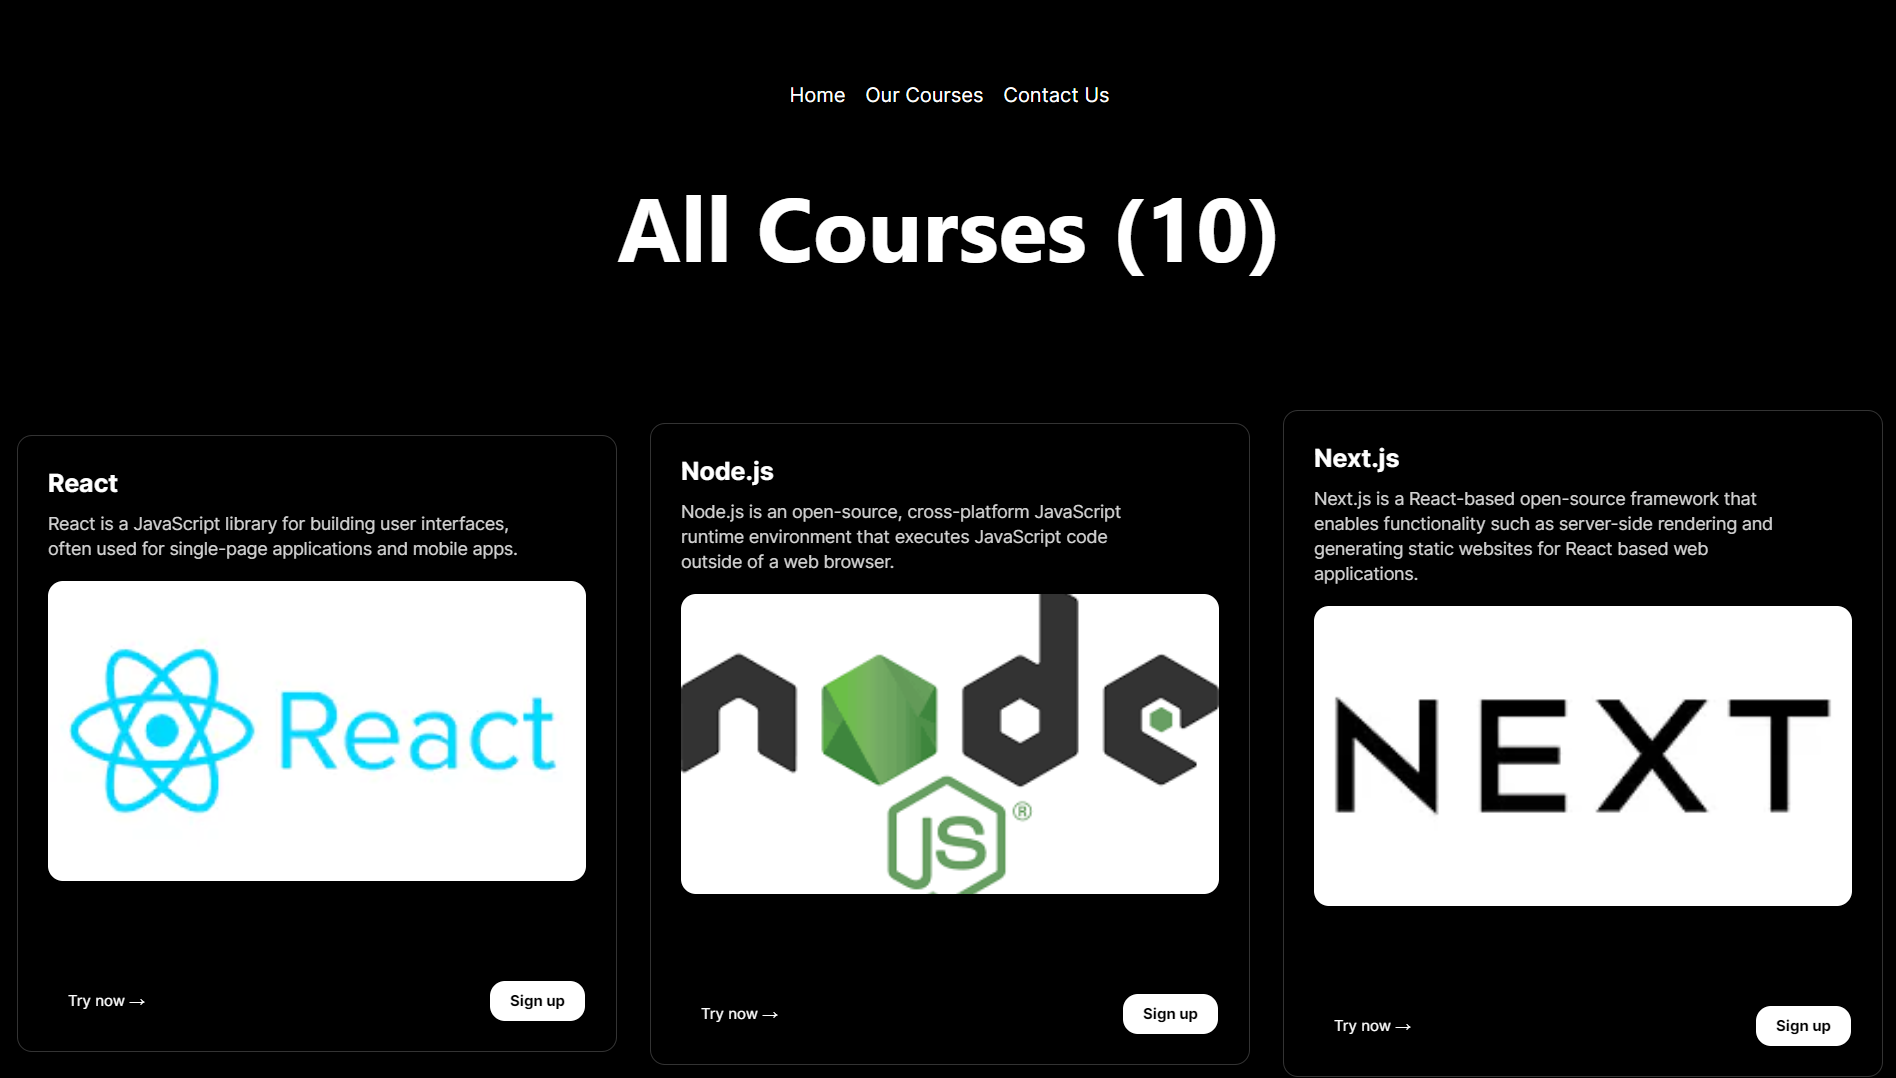 Home Our Courses Contact Us
All Courses (10)
React
React is a JavaScript library for building user interfaces,
often used for single-page applications and mobile apps.
React
Try now →
Sign up
Node.js
Node.js is an open-source, cross-platform JavaScript
runtime environment that executes JavaScript code
outside of a web browser.
node
JS ®
Try now →
Sign up
Next.js
Next.js is a React-based open-source framework that
enables functionality such as server-side rendering and
generating static websites for React based web
applications.
NEXT
Try now →
Sign up